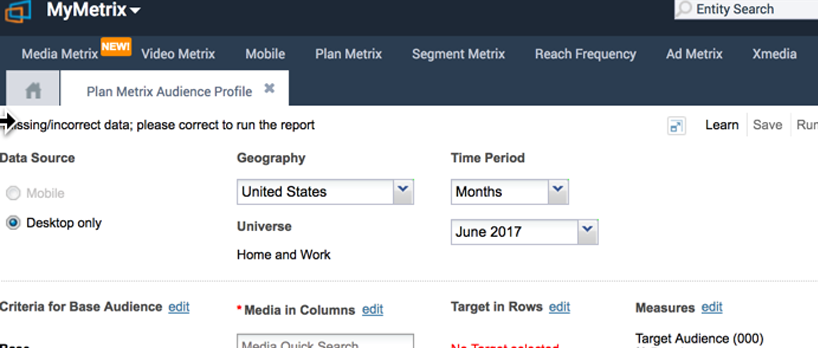 MyMetrix
Entity Search
Media Metrix NEW! Video Metrix Mobile Plan Metrix Segment Metrix Reach Frequency Ad Metrix Xmedia
Plan Metrix Audience Profile
ssing/incorrect data; please correct to run the report
Learn Save Run
Data Source Geography Time Period
Mobile United States Months
Desktop only Universe June 2017
Home and Work
Criteria for Base Audience edit * Media in Columns edit Target in Rows edit Measures edit
Base Media Quick Search No Target selected Target Audience (000)